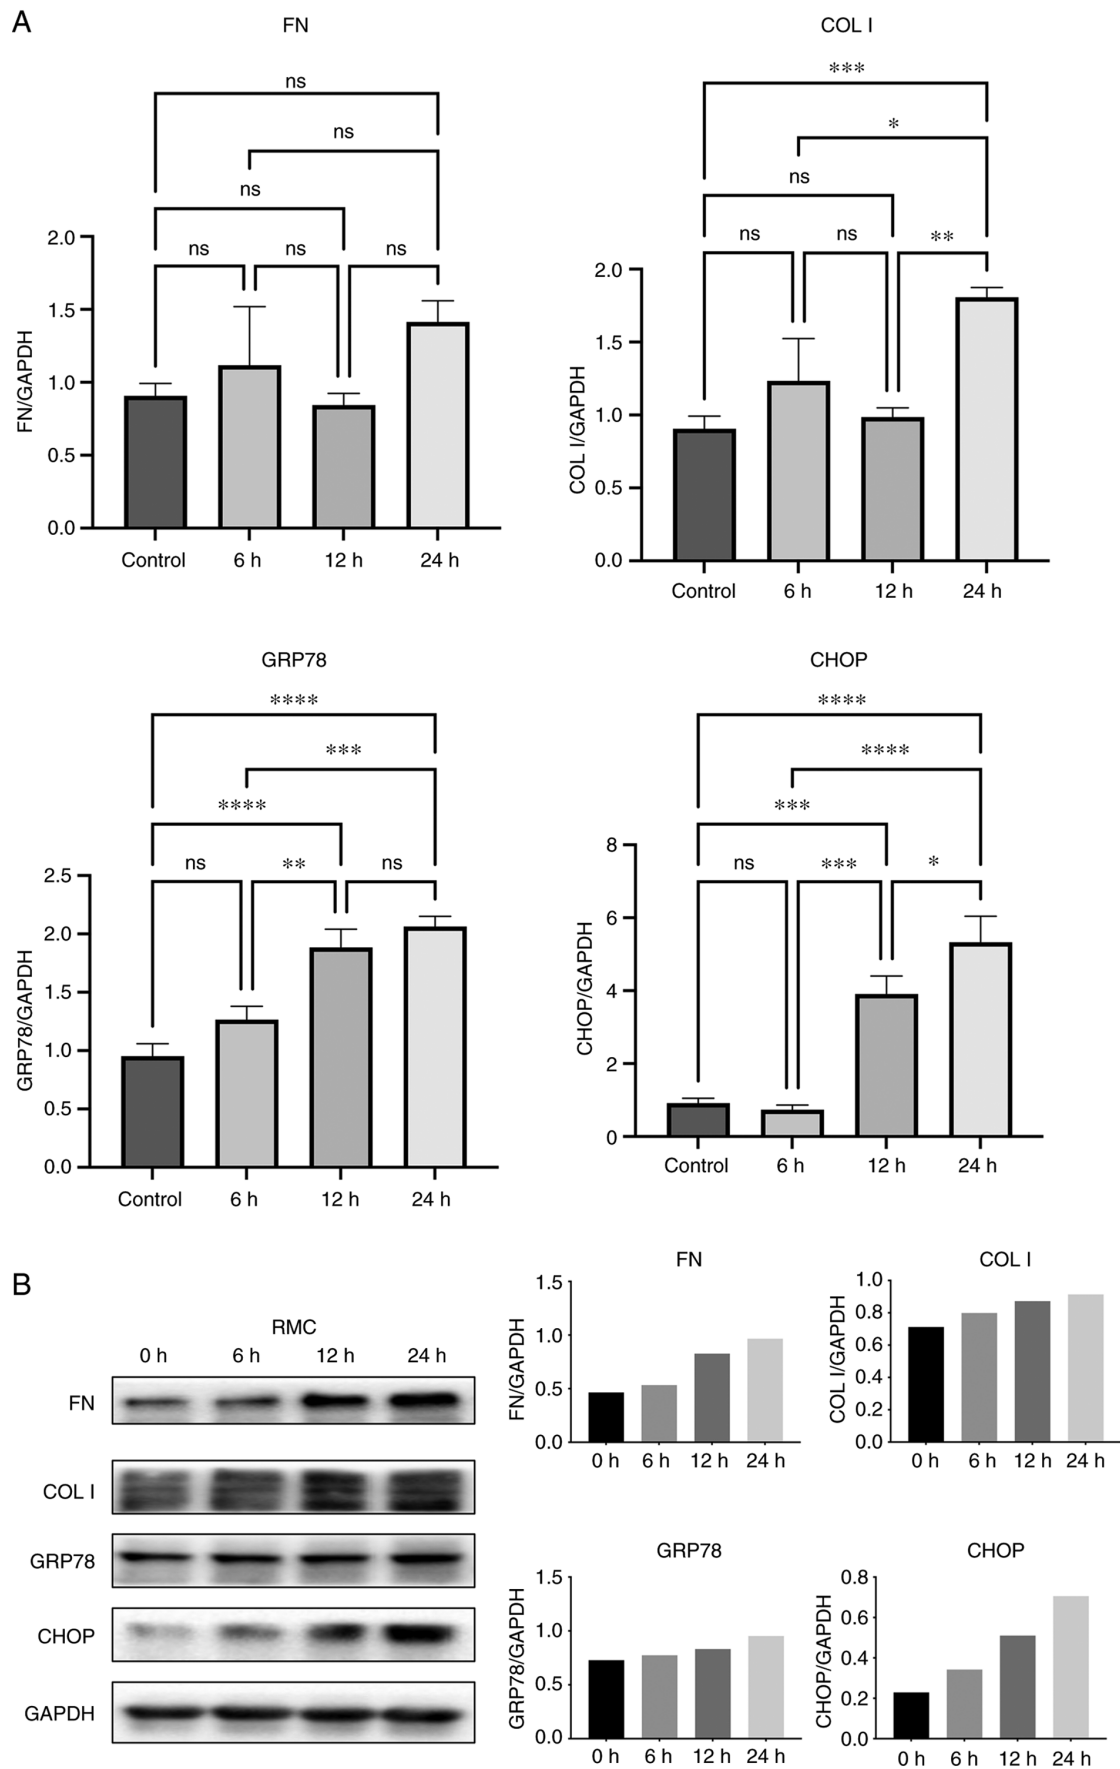 A
FN
ns
ns
ns
ns
ns
ns
FN/GAPDH
2.0
1.5
1.0
0.5
0.0
Control 6 h 12 h 24 h
COL I
***
*
ns
ns
ns
**
COL I/GAPDH
2.0
1.5
1.0
0.5
0.0
Control 6 h 12 h 24 h
GRP78
****
***
****
ns
**
ns
GRP78/GAPDH
2.5
2.0
1.5
1.0
0.5
0.0
Control 6 h 12 h 24 h
CHOP
****
****
***
ns
***
*
CHOP/GAPDH
8
6
4
2
0
Control 6 h 12 h 24 h
B
RMC
0 h 6 h 12 h 24 h
FN
COL I
GRP78
CHOP
GAPDH
FN
FN/GAPDH
1.5
1.0
0.5
0.0
0 h 6 h 12 h 24 h
COL I
COL I/GAPDH
1.0
0.8
0.6
0.4
0.2
0.0
0 h 6 h 12 h 24 h
GRP78
GRP78/GAPDH
1.5
1.0
0.5
0.0
0 h 6 h 12 h 24 h
CHOP
CHOP/GAPDH
0.8
0.6
0.4
0.2
0.0
0 h 6 h 12 h 24 h